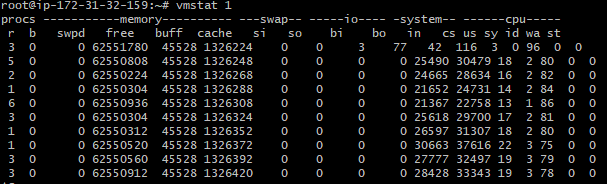 root@ip-172-31-32-159:~# vmstat 1
procs -----------memory---------- ---swap-- -----io---- -system-- ------cpu-----
r b swpd free buff cache si so bi bo in cs us sy id wa st
3 0 0 62551780 45528 1326224 0 0 3 77 42 116 3 0 96 0 0
5 0 0 62550808 45528 1326248 0 0 0 0 25490 30479 18 2 80 0 0
2 0 0 62550224 45528 1326268 0 0 0 0 24665 28634 16 2 82 0 0
1 0 0 62550304 45528 1326288 0 0 0 0 21652 24731 14 2 84 0 0
6 0 0 62550936 45528 1326308 0 0 0 0 21367 22758 13 1 86 0 0
3 0 0 62550304 45528 1326324 0 0 0 0 25618 29700 17 2 81 0 0
1 0 0 62550312 45528 1326352 0 0 0 0 26597 31307 18 2 80 0 0
1 0 0 62550520 45528 1326372 0 0 0 0 30663 37616 22 3 75 0 0
3 0 0 62550560 45528 1326392 0 0 0 0 27777 32497 19 3 79 0 0
3 0 0 62550912 45528 1326420 0 0 0 0 28428 33343 19 3 78 0 0